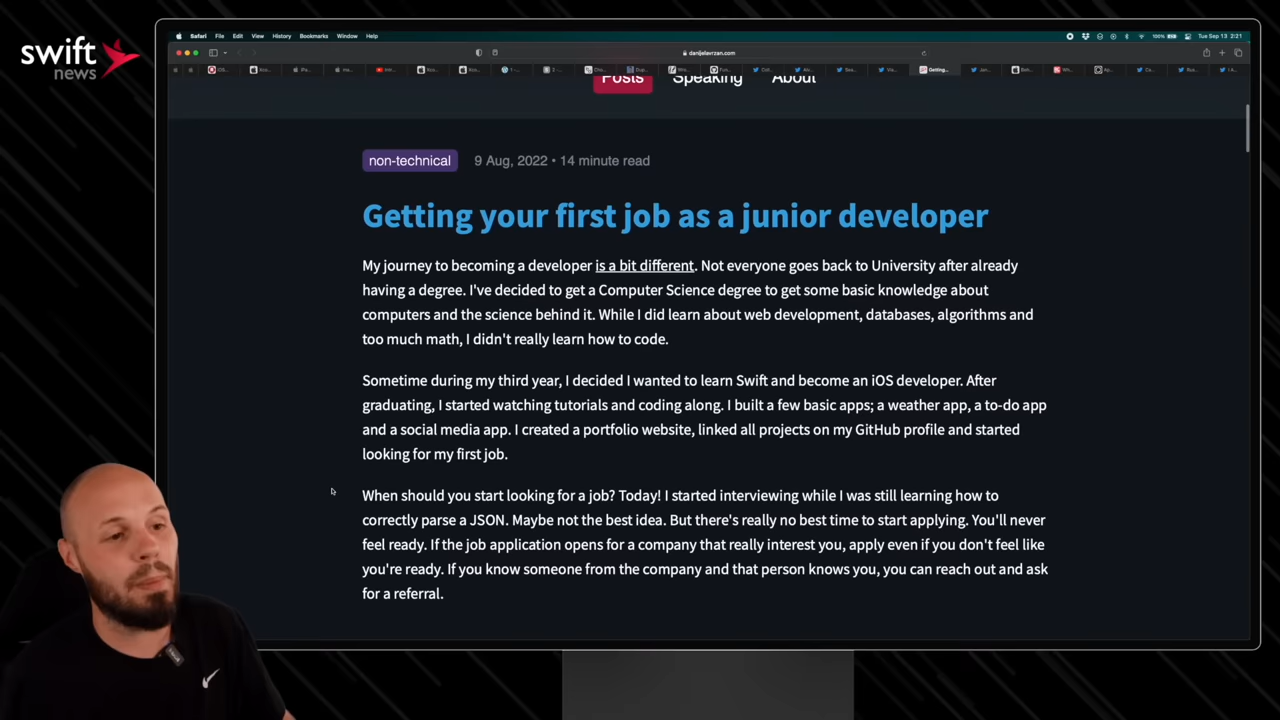 swift
news
Safari File Edit View History Bookmarks Window Help
100%
Tue Sep 13 2:21
danijelavrzan.com
Getting...
Posts Speaking About
non-technical 9 Aug, 2022 • 14 minute read
Getting your first job as a junior developer
My journey to becoming a developer is a bit different. Not everyone goes back to University after already
having a degree. I've decided to get a Computer Science degree to get some basic knowledge about
computers and the science behind it. While I did learn about web development, databases, algorithms and
too much math, I didn't really learn how to code.
Sometime during my third year, I decided I wanted to learn Swift and become an iOS developer. After
graduating, I started watching tutorials and coding along. I built a few basic apps; a weather app, a to-do app
and a social media app. I created a portfolio website, linked all projects on my GitHub profile and started
looking for my first job.
When should you start looking for a job? Today! I started interviewing while I was still learning how to
correctly parse a JSON. Maybe not the best idea. But there's really no best time to start applying. You'll never
feel ready. If the job application opens for a company that really interest you, apply even if you don't feel like
you're ready. If you know someone from the company and that person knows you, you can reach out and ask
for a referral.